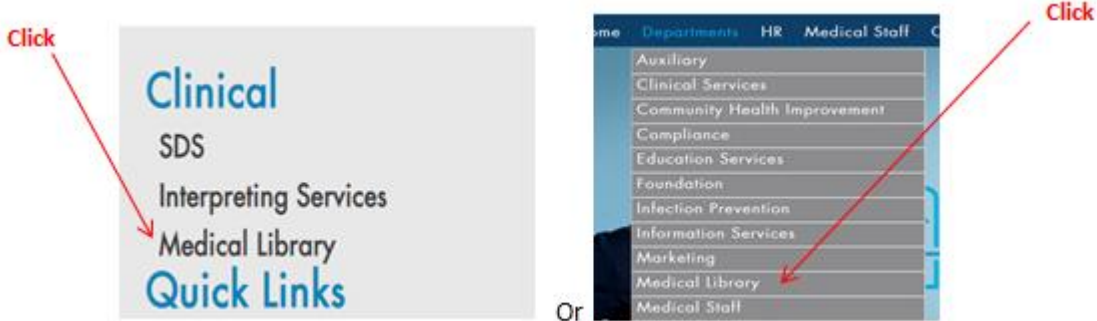 Click
Clinical
SDS
Interpreting Services
Medical Library
Quick Links
Or
Click
Departments HR Medical Staff
Auxiliary
Clinical Services
Community Health Improvement
Compliance
Education Services
Foundation
Infection Prevention
Information Services
Marketing
Medical Library
Medical Staff